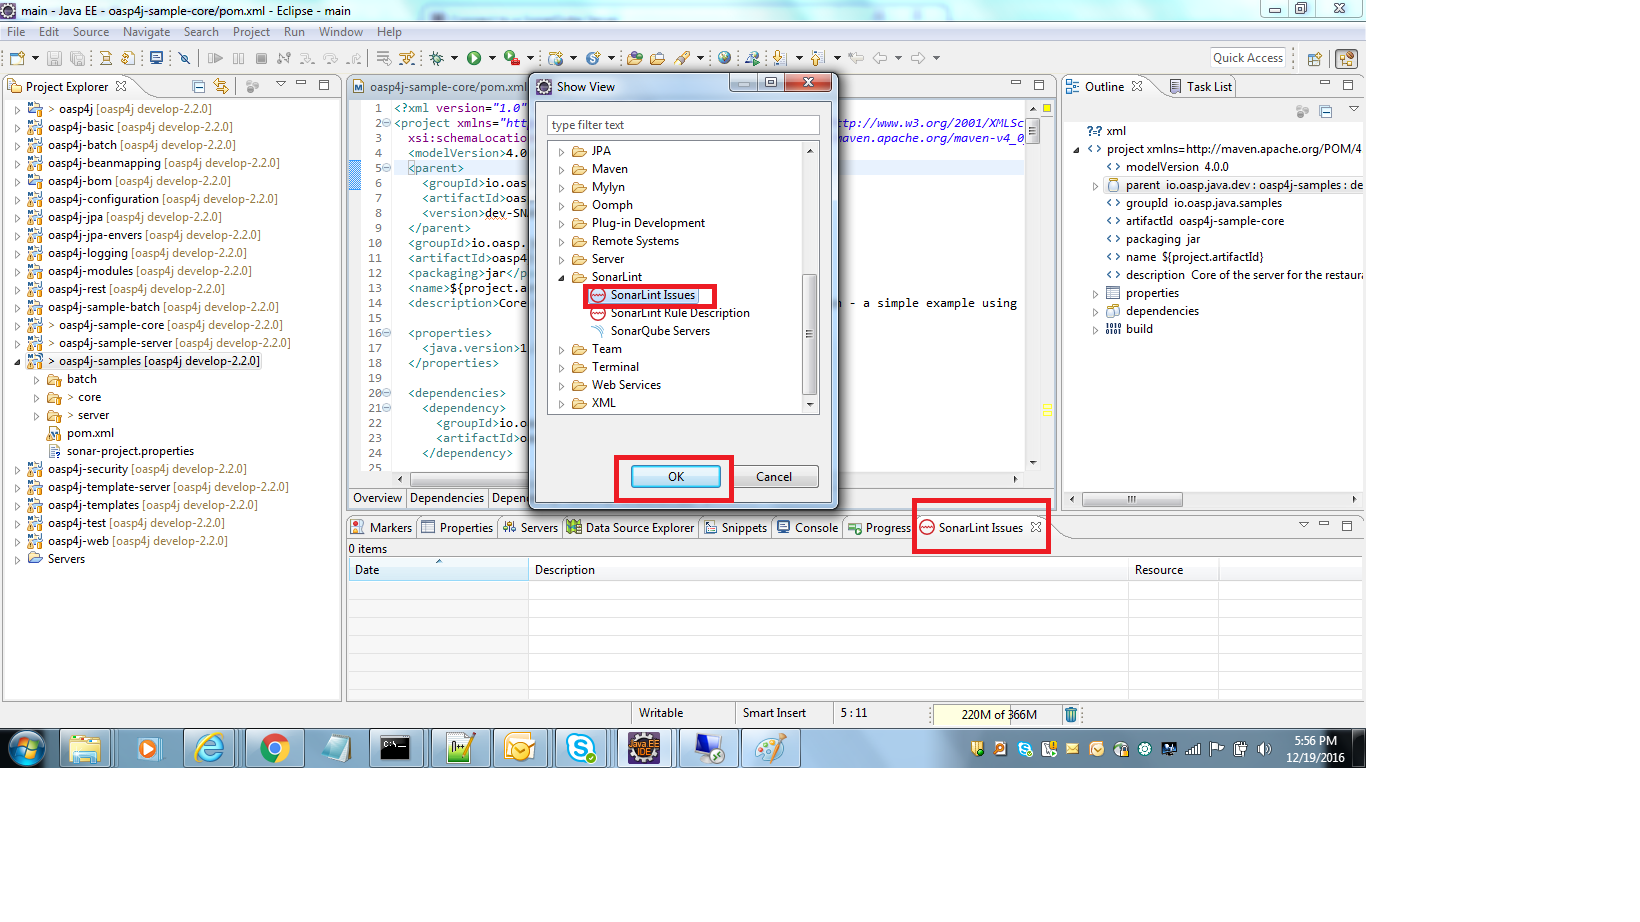 main - Java EE - oasp4j-sample-core/pom.xml - Eclipse - main
File Edit Source Navigate Search Project Run Window Help
Quick Access
Project Explorer
> oasp4j [oasp4j develop-2.2.0]
oasp4j-basic [oasp4j develop-2.2.0]
oasp4j-batch [oasp4j develop-2.2.0]
oasp4j-beanmapping [oasp4j develop-2.2.0]
oasp4j-bom [oasp4j develop-2.2.0]
oasp4j-configuration [oasp4j develop-2.2.0]
oasp4j-jpa [oasp4j develop-2.2.0]
oasp4j-jpa-envers [oasp4j develop-2.2.0]
oasp4j-logging [oasp4j develop-2.2.0]
oasp4j-modules [oasp4j develop-2.2.0]
oasp4j-rest [oasp4j develop-2.2.0]
oasp4j-sample-batch [oasp4j develop-2.2.0]
> oasp4j-sample-core [oasp4j develop-2.2.0]
> oasp4j-sample-server [oasp4j develop-2.2.0]
> oasp4j-samples [oasp4j develop-2.2.0]
batch
> core
> server
pom.xml
sonar-project.properties
oasp4j-security [oasp4j develop-2.2.0]
oasp4j-template-server [oasp4j develop-2.2.0]
oasp4j-templates [oasp4j develop-2.2.0]
oasp4j-test [oasp4j develop-2.2.0]
oasp4j-web [oasp4j develop-2.2.0]
Servers
oasp4j-sample-core/pom.xml
1 <?xml version="1.0"
2 <project xmlns="htt ttp://www.w3.org/2001/XMLSc
3 xsi:schemaLocatio maven.apache.org/maven-v4_0
4 <modelVersion>4.0
5 <parent>
6 <groupId>io.oas
7 <artifactId>oas
8 <version>dev-SN
9 </parent>
10 <groupId>io.oasp.
11 <artifactId>oasp4
12 <packaging>jar</p
13 <name>${project.a
14 <description>Core n - a simple example using
15
16 <properties>
17 <java.version>1
18 </properties>
19
20 <dependencies>
21 <dependency>
22 <groupId>io.o
23 <artifactId>o
24 </dependency>
25
Overview Dependencies Depen
Show View
type filter text
JPA
Maven
Mylyn
Oomph
Plug-in Development
Remote Systems
Server
SonarLint
SonarLint Issues
SonarLint Rule Description
SonarQube Servers
Team
Terminal
Web Services
XML
OK Cancel
Outline Task List
?-? xml
project xmlns=http://maven.apache.org/POM/4
modelVersion 4.0.0
parent io.oasp.java.dev : oasp4j-samples : de
groupId io.oasp.java.samples
artifactId oasp4j-sample-core
packaging jar
name ${project.artifactId}
description Core of the server for the restaura
properties
dependencies
build
Markers Properties Servers Data Source Explorer Snippets Console Progress SonarLint Issues
0 items
Date Description Resource
Writable Smart Insert 5 : 11 220M of 366M
C:\.
Java EE
IDE
5:56 PM
12/19/2016